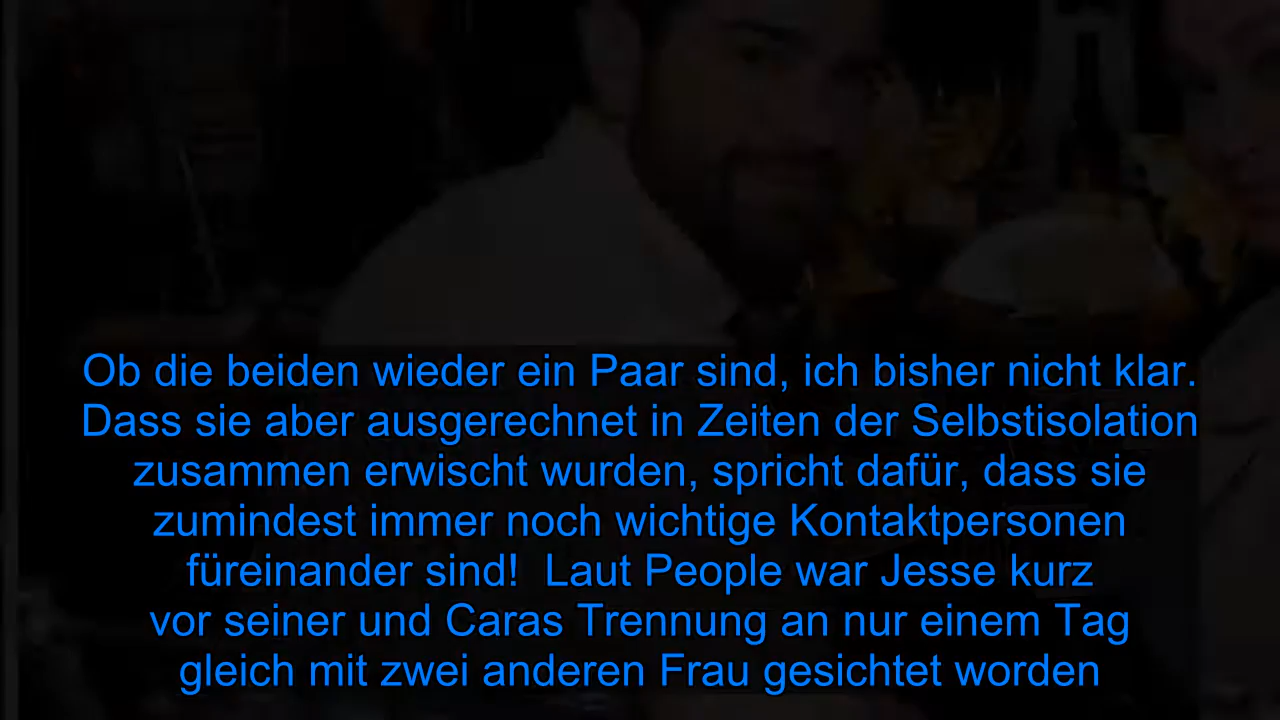 Ob die beiden wieder ein Paar sind, ich bisher nicht klar.
Dass sie aber ausgerechnet in Zeiten der Selbstisolation
zusammen erwischt wurden, spricht dafür, dass sie
zumindest immer noch wichtige Kontaktpersonen
füreinander sind!  Laut People war Jesse kurz
vor seiner und Caras Trennung an nur einem Tag
gleich mit zwei anderen Frau gesichtet worden